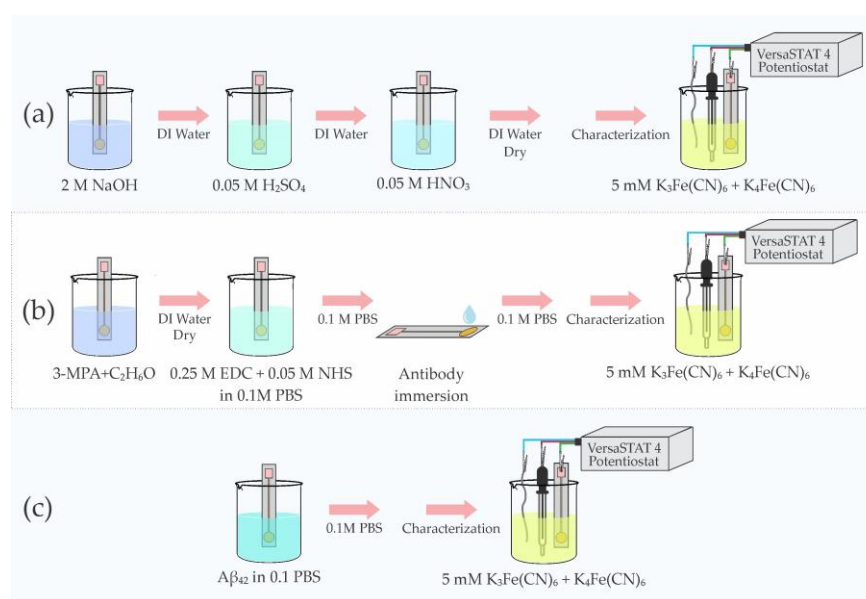 VersaSTAT 4
Potentiostat
(a)
DI Water
DI Water
DI Water
Dry
Characterization
2 M NaOH
0.05 M H₂SO₄
0.05 M HNO₃
5 mM K₃Fe(CN)₆ + K₄Fe(CN)₆
VersaSTAT 4
Potentiostat
(b)
DI Water
Dry
0.1 M PBS
0.1 M PBS
Characterization
3-MPA+C₂H₆O
0.25 M EDC + 0.05 M NHS
in 0.1M PBS
Antibody
immersion
5 mM K₃Fe(CN)₆ + K₄Fe(CN)₆
VersaSTAT 4
Potentiostat
(c)
0.1M PBS
Characterization
Aβ₄₂ in 0.1 PBS
5 mM K₃Fe(CN)₆ + K₄Fe(CN)₆